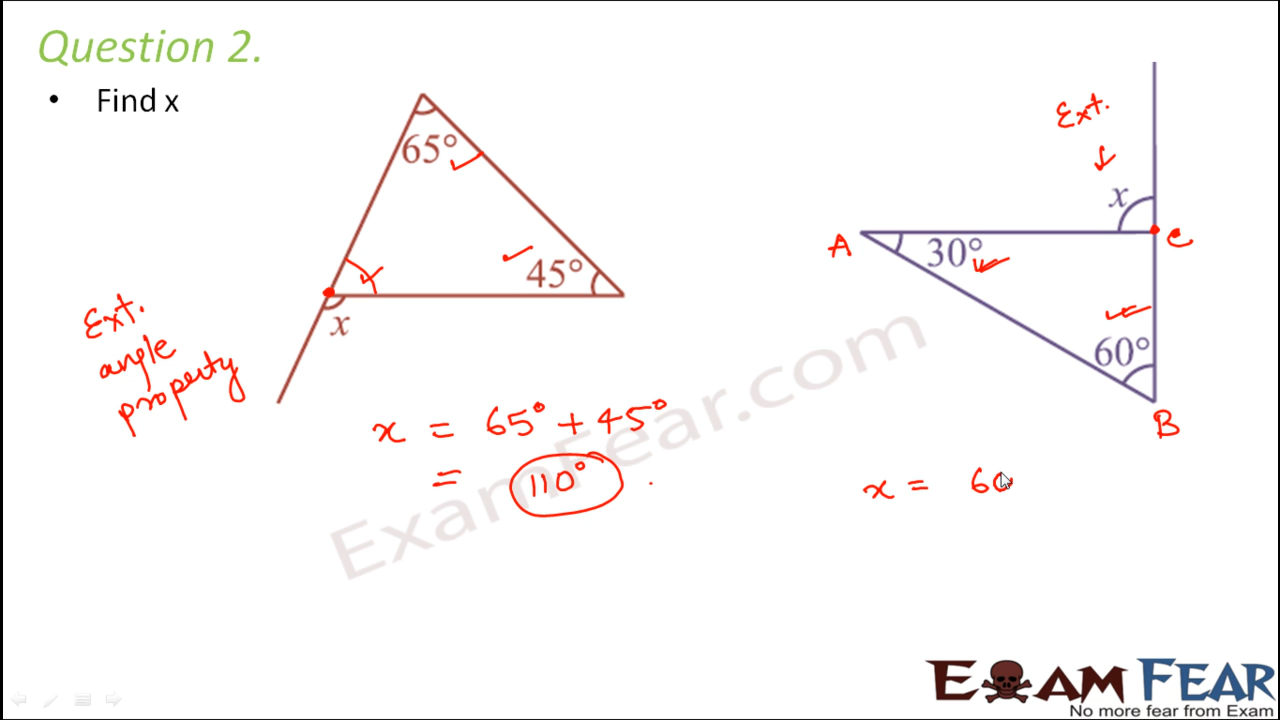 Question 2.
• Find x
65°
45°
x
Ext.
angle
property
x = 65° + 45°
= 110°
Ext.
x
A
30°
C
60°
B
x = 60
ExamFear.com
EXAM FEAR
No more fear from Exam